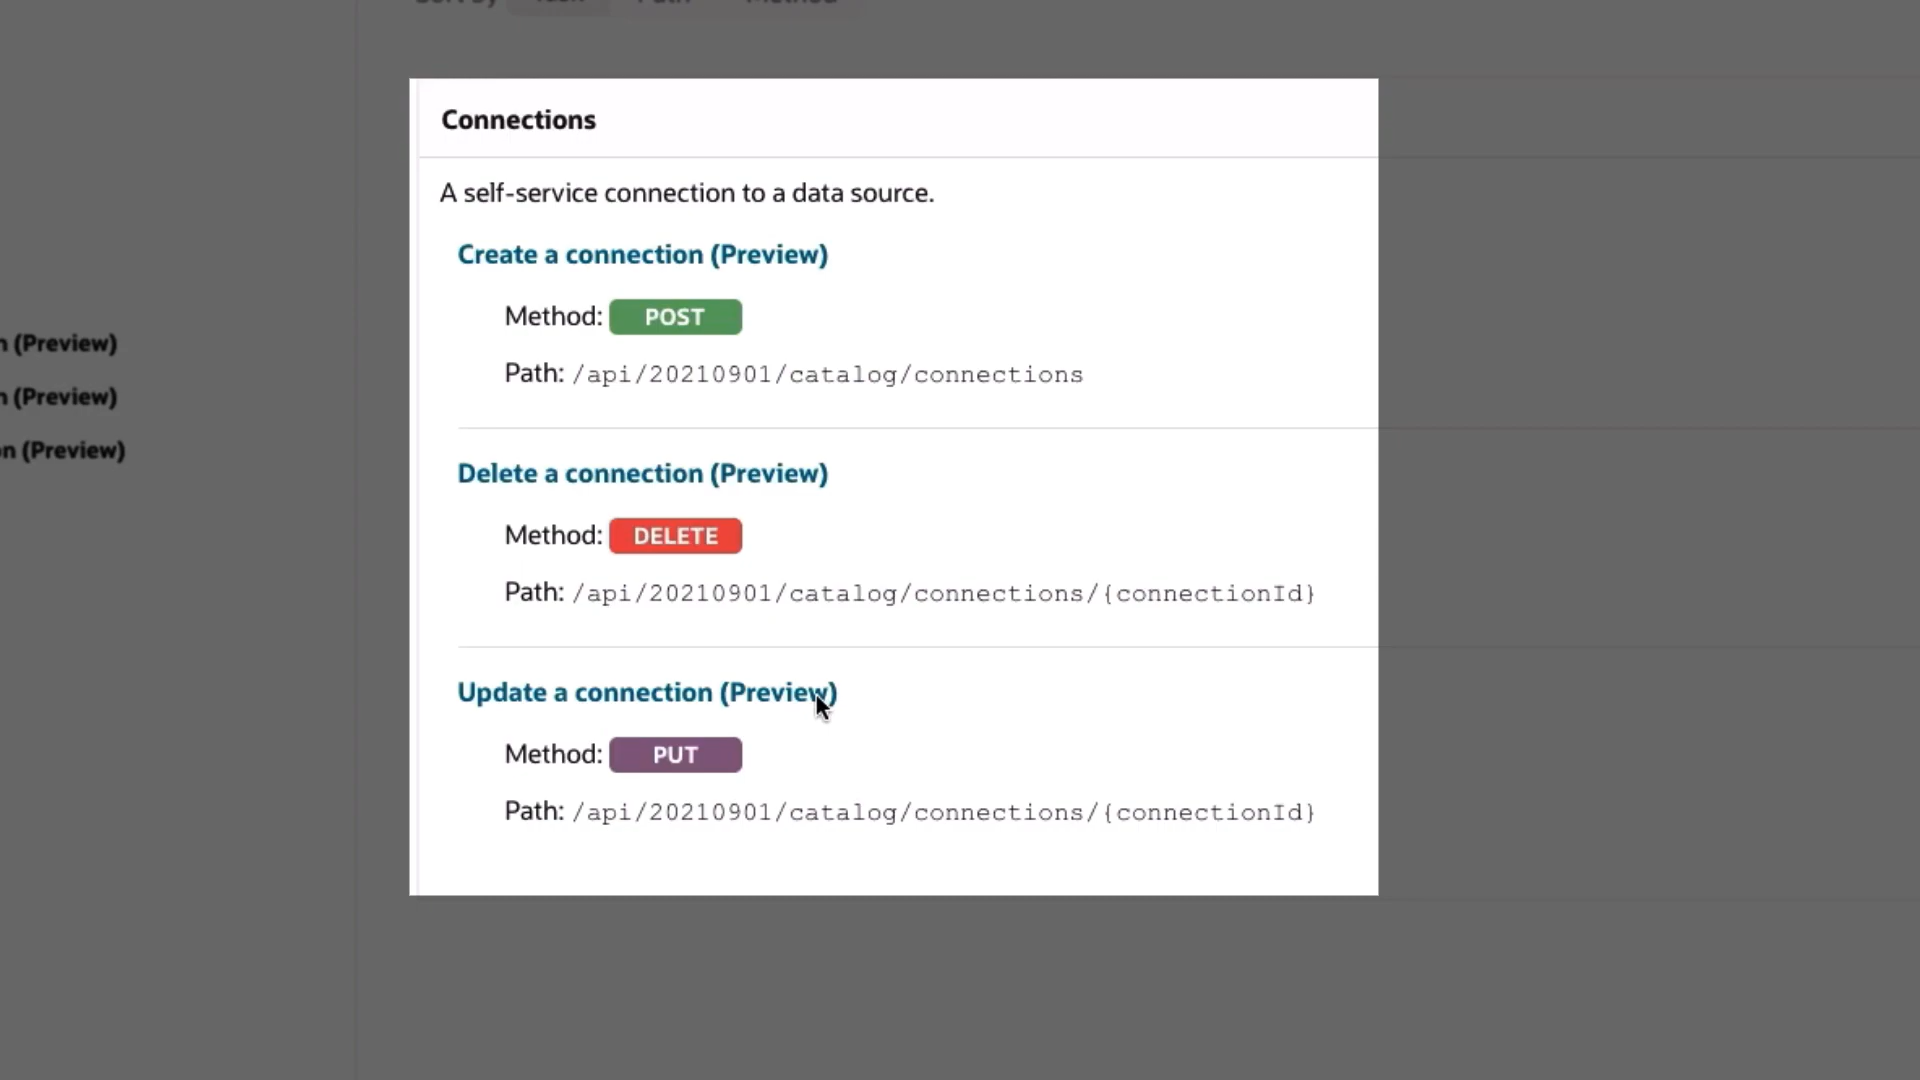 Connections
A self-service connection to a data source.
Create a connection (Preview)
Method: POST
Path: /api/20210901/catalog/connections
n (Preview)
Delete a connection (Preview)
n (Preview)
on (Preview)
Method: DELETE
Path: /api/20210901/catalog/connections/{connectionId}
Update a connection (Preview)
Method: PUT
Path: /api/20210901/catalog/connections/{connectionId}